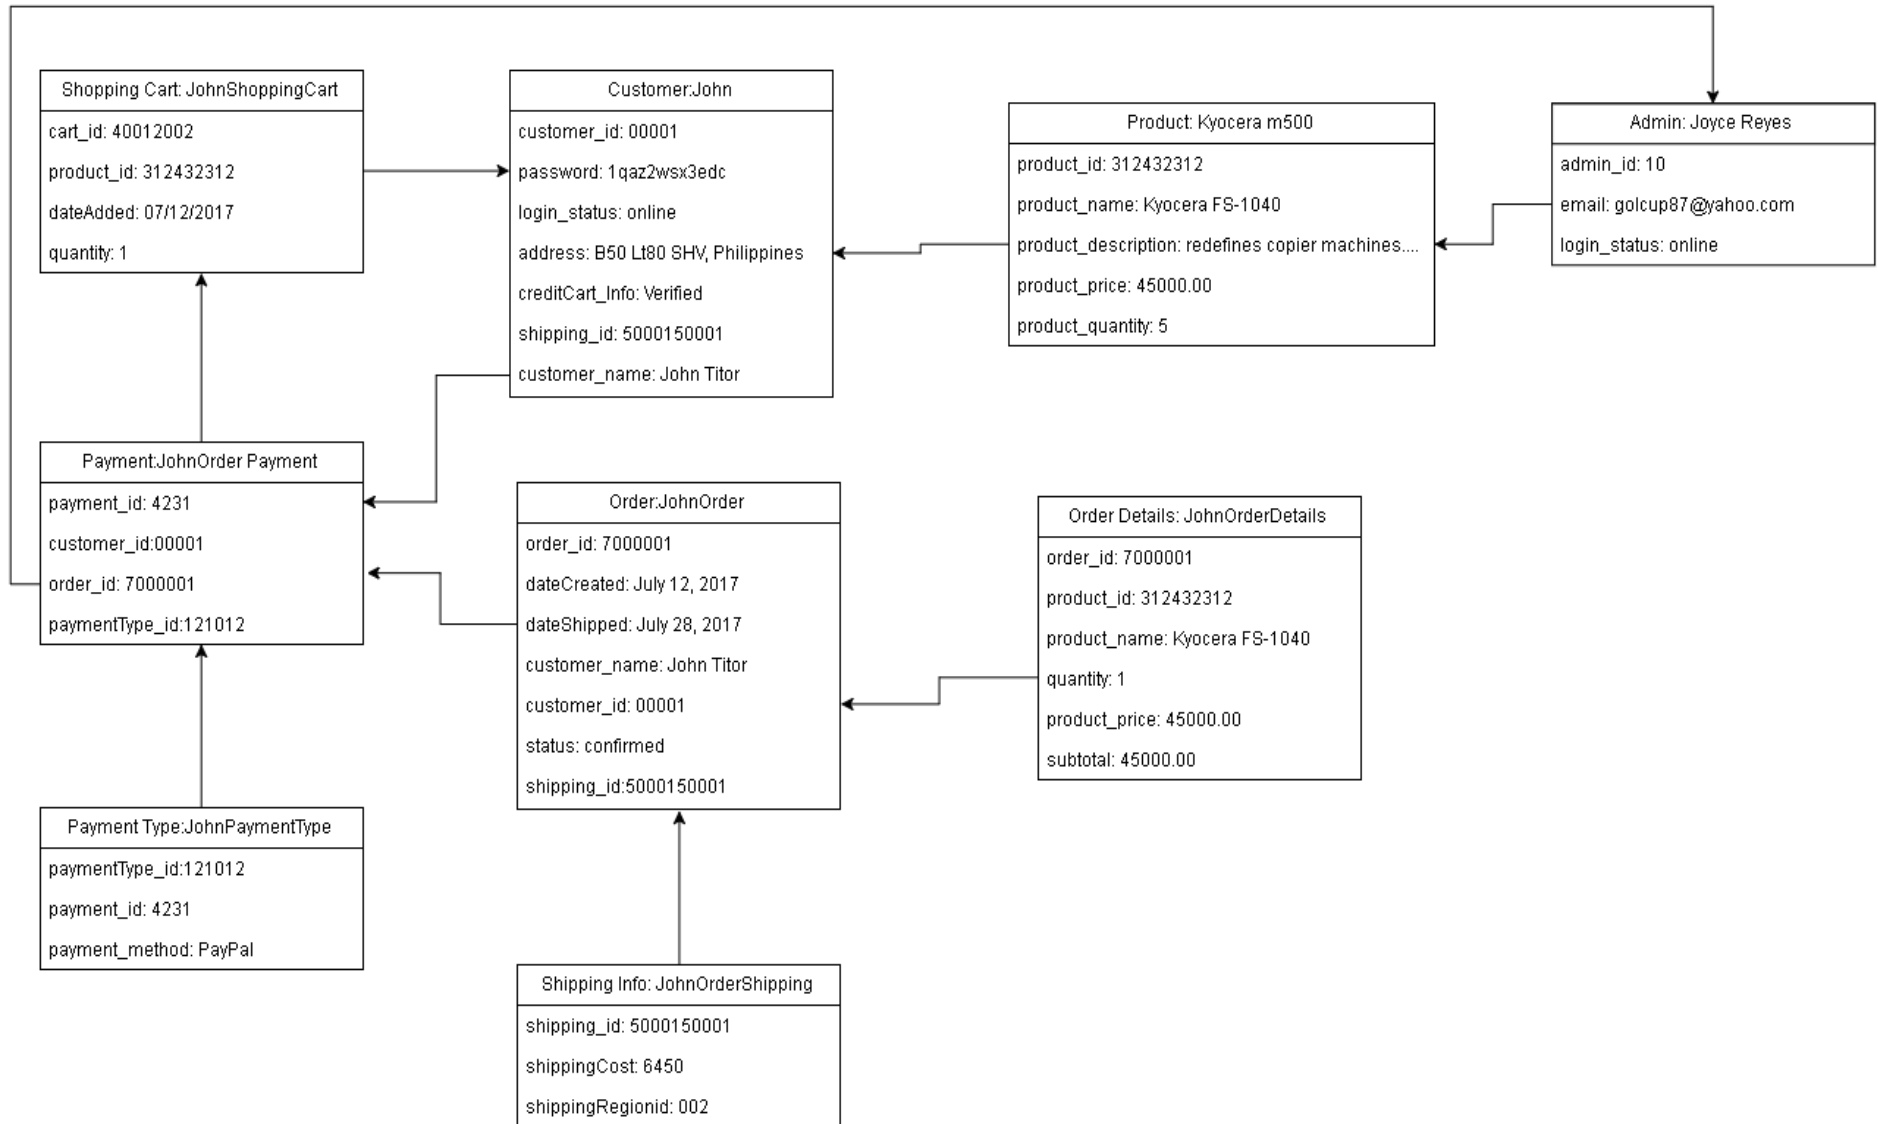 Shopping Cart: JohnShoppingCart
cart_id: 40012002
product_id: 312432312
dateAdded: 07/12/2017
quantity: 1
Customer:John
customer_id: 00001
password: 1qaz2wsx3edc
login_status: online
address: B50 Lt80 SHV, Philippines
creditCart_Info: Verified
shipping_id: 5000150001
customer_name: John Titor
Product: Kyocera m500
product_id: 312432312
product_name: Kyocera FS-1040
product_description: redefines copier machines....
product_price: 45000.00
product_quantity: 5
Admin: Joyce Reyes
admin_id: 10
email: golcup87@yahoo.com
login_status: online
Payment:JohnOrder Payment
payment_id: 4231
customer_id:00001
order_id: 7000001
paymentType_id:121012
Order:JohnOrder
order_id: 7000001
dateCreated: July 12, 2017
dateShipped: July 28, 2017
customer_name: John Titor
customer_id: 00001
status: confirmed
shipping_id:5000150001
Order Details: JohnOrderDetails
order_id: 7000001
product_id: 312432312
product_name: Kyocera FS-1040
quantity: 1
product_price: 45000.00
subtotal: 45000.00
Payment Type:JohnPaymentType
paymentType_id:121012
payment_id: 4231
payment_method: PayPal
Shipping Info: JohnOrderShipping
shipping_id: 5000150001
shippingCost: 6450
shippingRegionid: 002